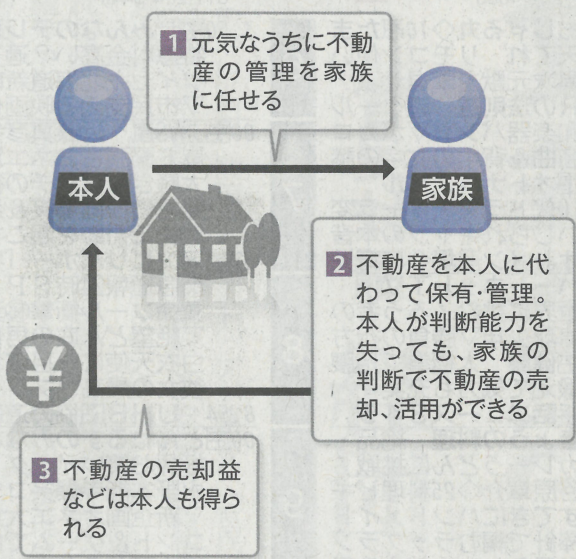 1 元気なうちに不動
産の管理を家族
に任せる
本人
家族
2 不動産を本人に代
わって保有・管理。
本人が判断能力を
失っても、家族の
判断で不動産の売
却、活用ができる
¥
3 不動産の売却益
などは本人も得ら
れる